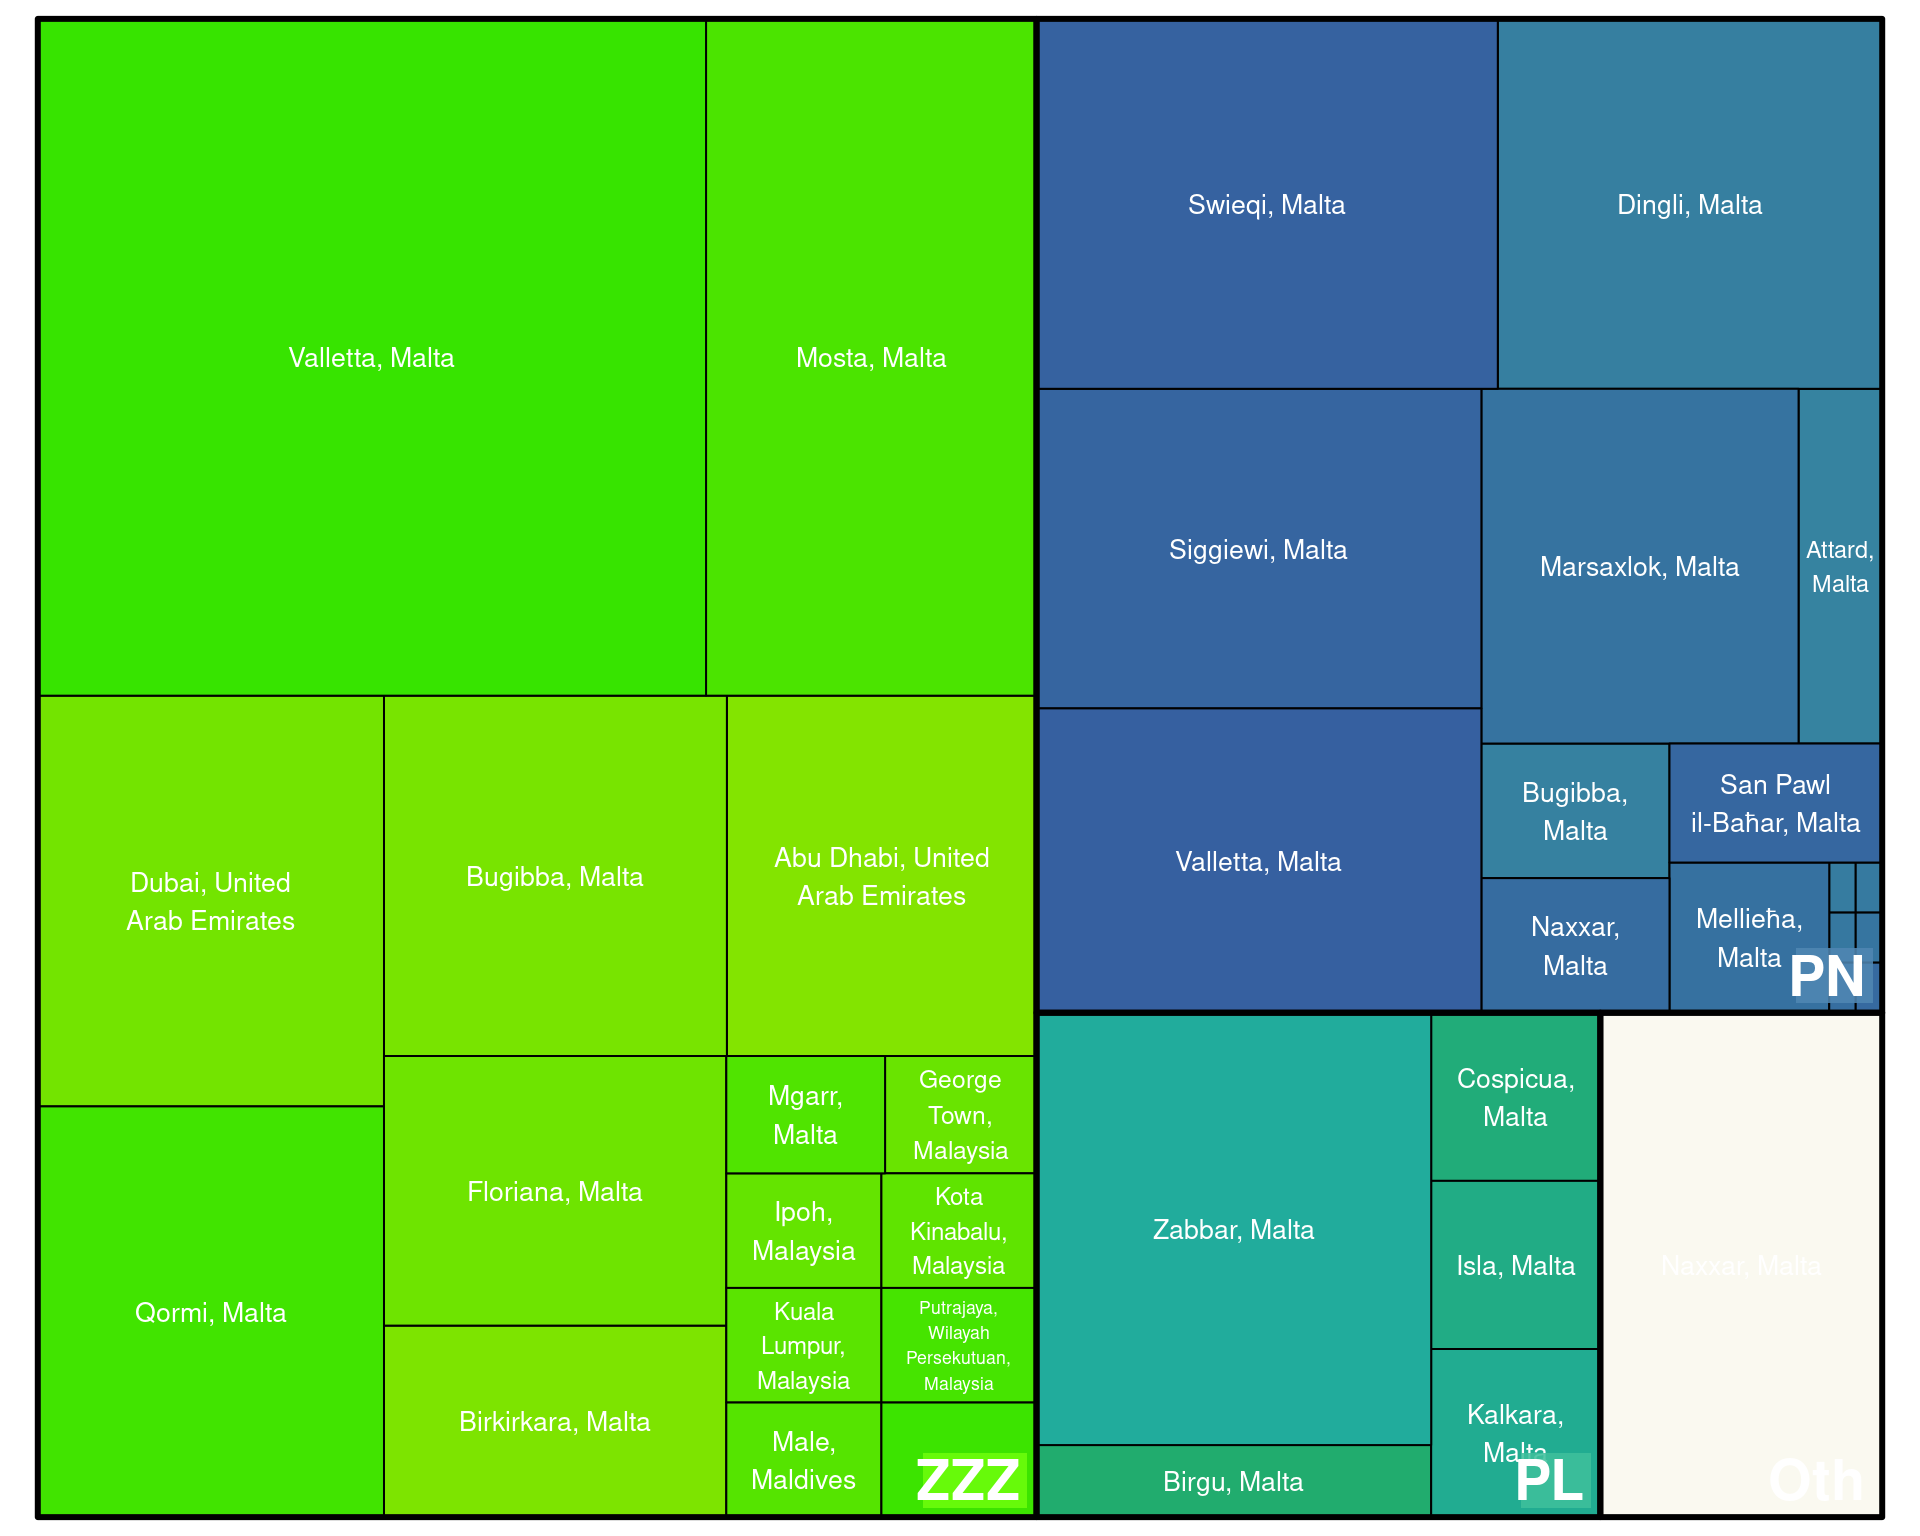 Valletta, Malta
Mosta, Malta
Dubai, United
Arab Emirates
Bugibba, Malta
Abu Dhabi, United
Arab Emirates
Qormi, Malta
Floriana, Malta
Birkirkara, Malta
Mgarr,
Malta
George
Town,
Malaysia
Ipoh,
Malaysia
Kota
Kinabalu,
Malaysia
Kuala
Lumpur,
Malaysia
Putrajaya,
Wilayah
Persekutuan,
Malaysia
Male,
Maldives
ZZZ
Swieqi, Malta
Dingli, Malta
Siggiewi, Malta
Marsaxlok, Malta
Attard,
Malta
Valletta, Malta
Bugibba,
Malta
San Pawl
il-Baħar, Malta
Naxxar,
Malta
Mellieħa,
Malta
PN
Zabbar, Malta
Cospicua,
Malta
Isla, Malta
Kalkara,
Malta
Birgu, Malta
PL
Naxxar, Malta
Oth